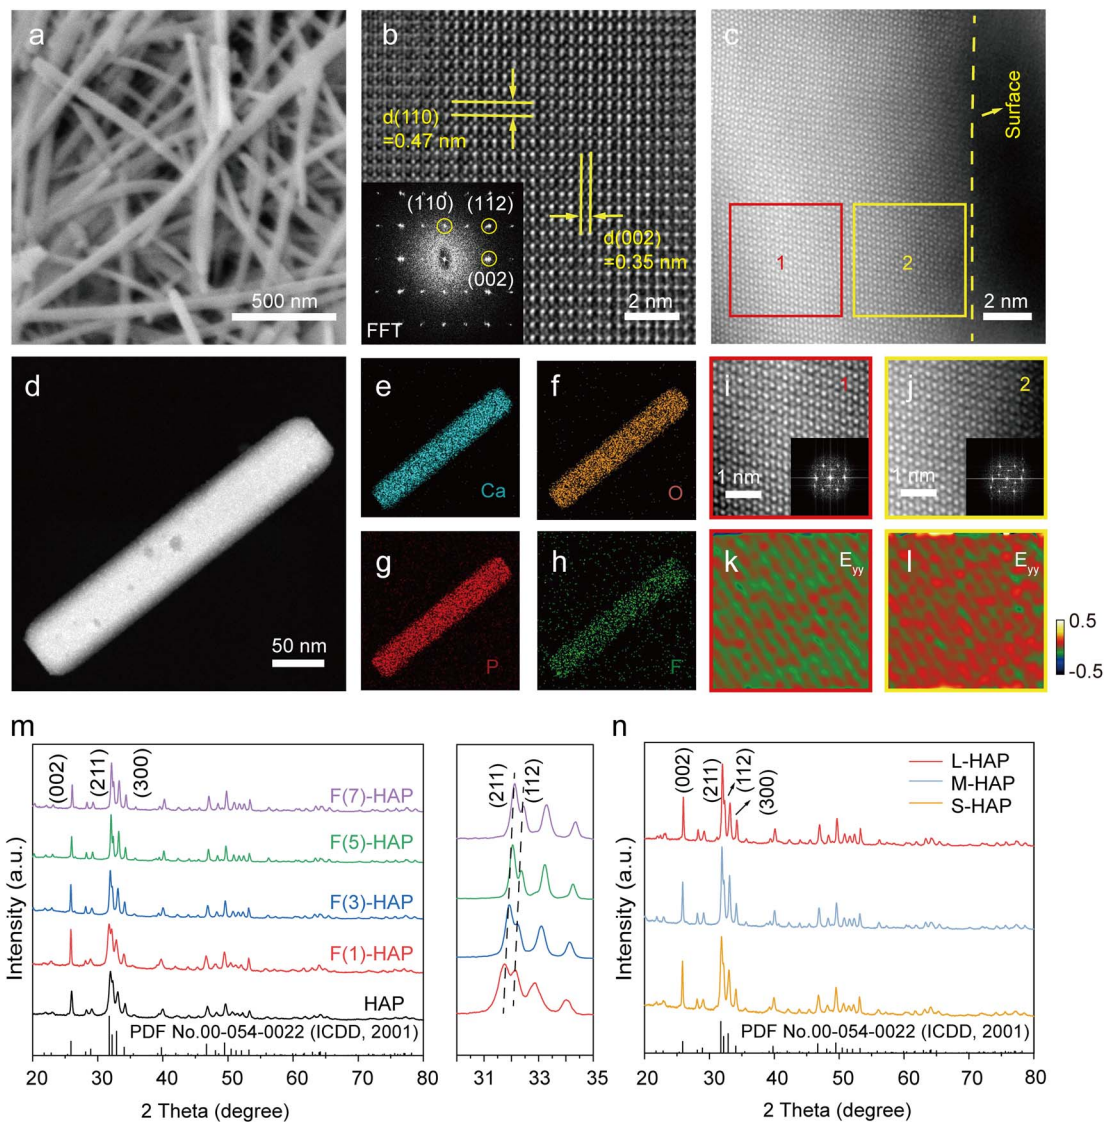 a
500 nm
b
d(110)
=0.47 nm
d(002)
=0.35 nm
(110)
(112)
(002)
FFT
2 nm
c
Surface
1
2
2 nm
d
50 nm
e
Ca
f
O
g
P
h
F
i
1
1 nm
j
2
1 nm
k
Eyy
l
Eyy
0.5
-0.5
m
(002)
(211)
(300)
F(7)-HAP
F(5)-HAP
F(3)-HAP
F(1)-HAP
HAP
PDF No.00-054-0022 (ICDD, 2001)
Intensity (a.u.)
20 30 40 50 60 70 80
2 Theta (degree)
(211)
(112)
31 33 35
n
(002)
(211)
(112)
(300)
L-HAP
M-HAP
S-HAP
PDF No.00-054-0022 (ICDD, 2001)
Intensity (a.u.)
20 30 40 50 60 70 80
2 Theta (degree)